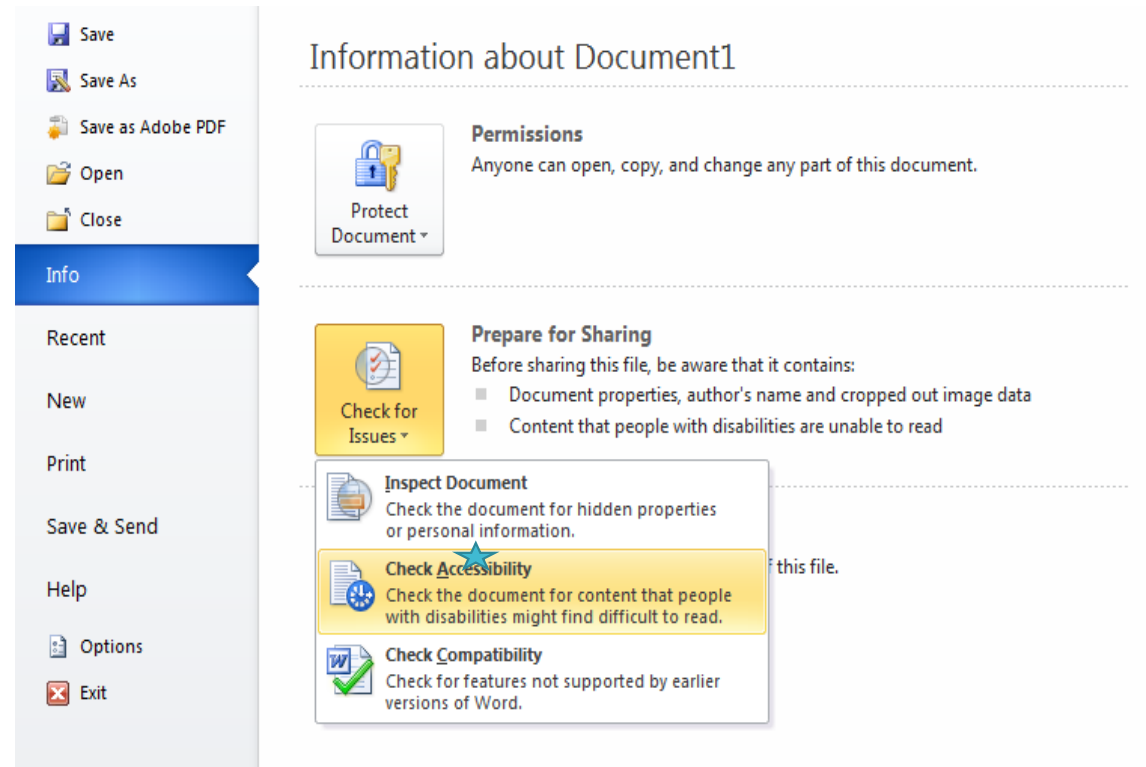 Save
Save As
Save as Adobe PDF
Open
Close
Info
Recent
New
Print
Save & Send
Help
Options
Exit
Information about Document1
Protect
Document
Permissions
Anyone can open, copy, and change any part of this document.
Check for
Issues
Prepare for Sharing
Before sharing this file, be aware that it contains:
Document properties, author's name and cropped out image data
Content that people with disabilities are unable to read
Inspect Document
Check the document for hidden properties
or personal information.
Check Accessibility
Check the document for content that people
with disabilities might find difficult to read.
Check Compatibility
Check for features not supported by earlier
versions of Word.
this file.